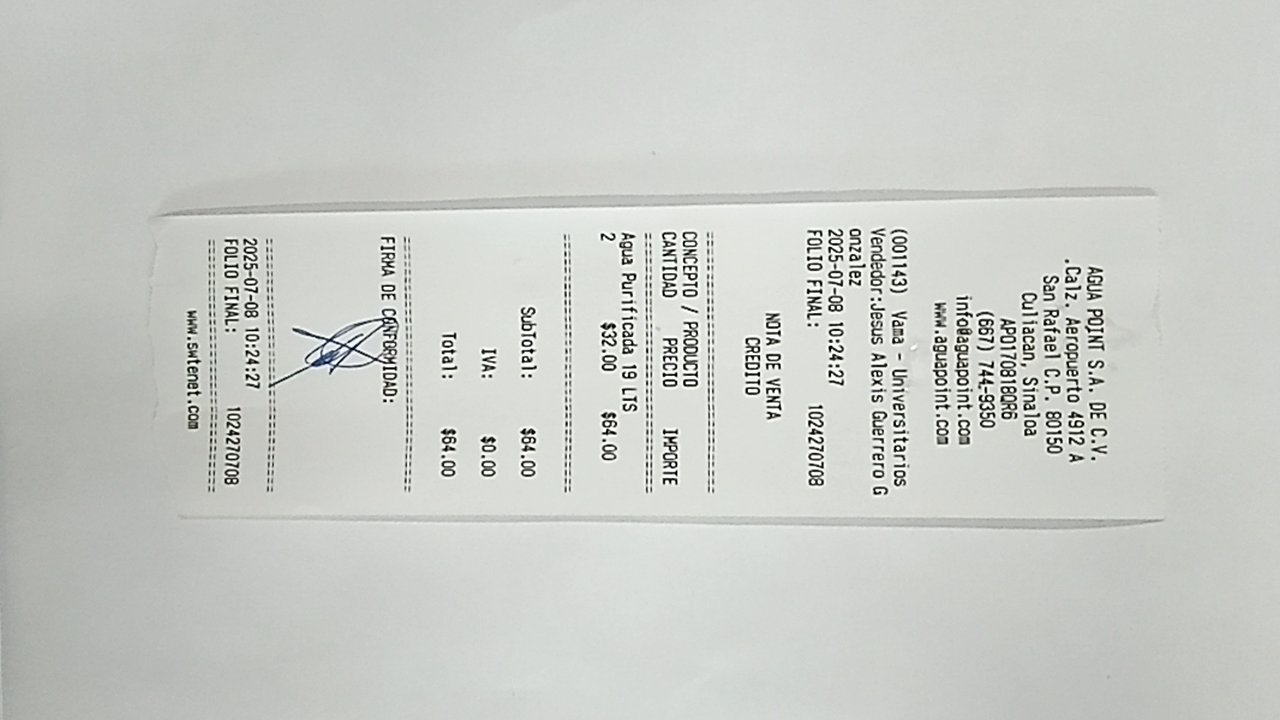 AGUA POINT S.A. DE C.V.
.Calz. Aeropuerto 4912 A
San Rafael C.P. 80150
Culiacan, Sinaloa
APO170818QR6
(667) 744-9350
info@aguapoint.com
www.aguapoint.com
(001143) Vama - Universitarios
Vendedor:Jesus Alexis Guerrero G
onzalez
2025-07-08 10:24:27
FOLIO FINAL: 1024270708
NOTA DE VENTA
CREDITO
================================
CONCEPTO / PRODUCTO
CANTIDAD PRECIO IMPORTE
================================
Agua Purificada 19 LTS
2 $32.00 $64.00
================================
SubTotal: $64.00
IVA: $0.00
Total: $64.00
================================
FIRMA DE CONFORMIDAD:
================================
2025-07-08 10:24:27
FOLIO FINAL: 1024270708
================================
www.swtenet.com